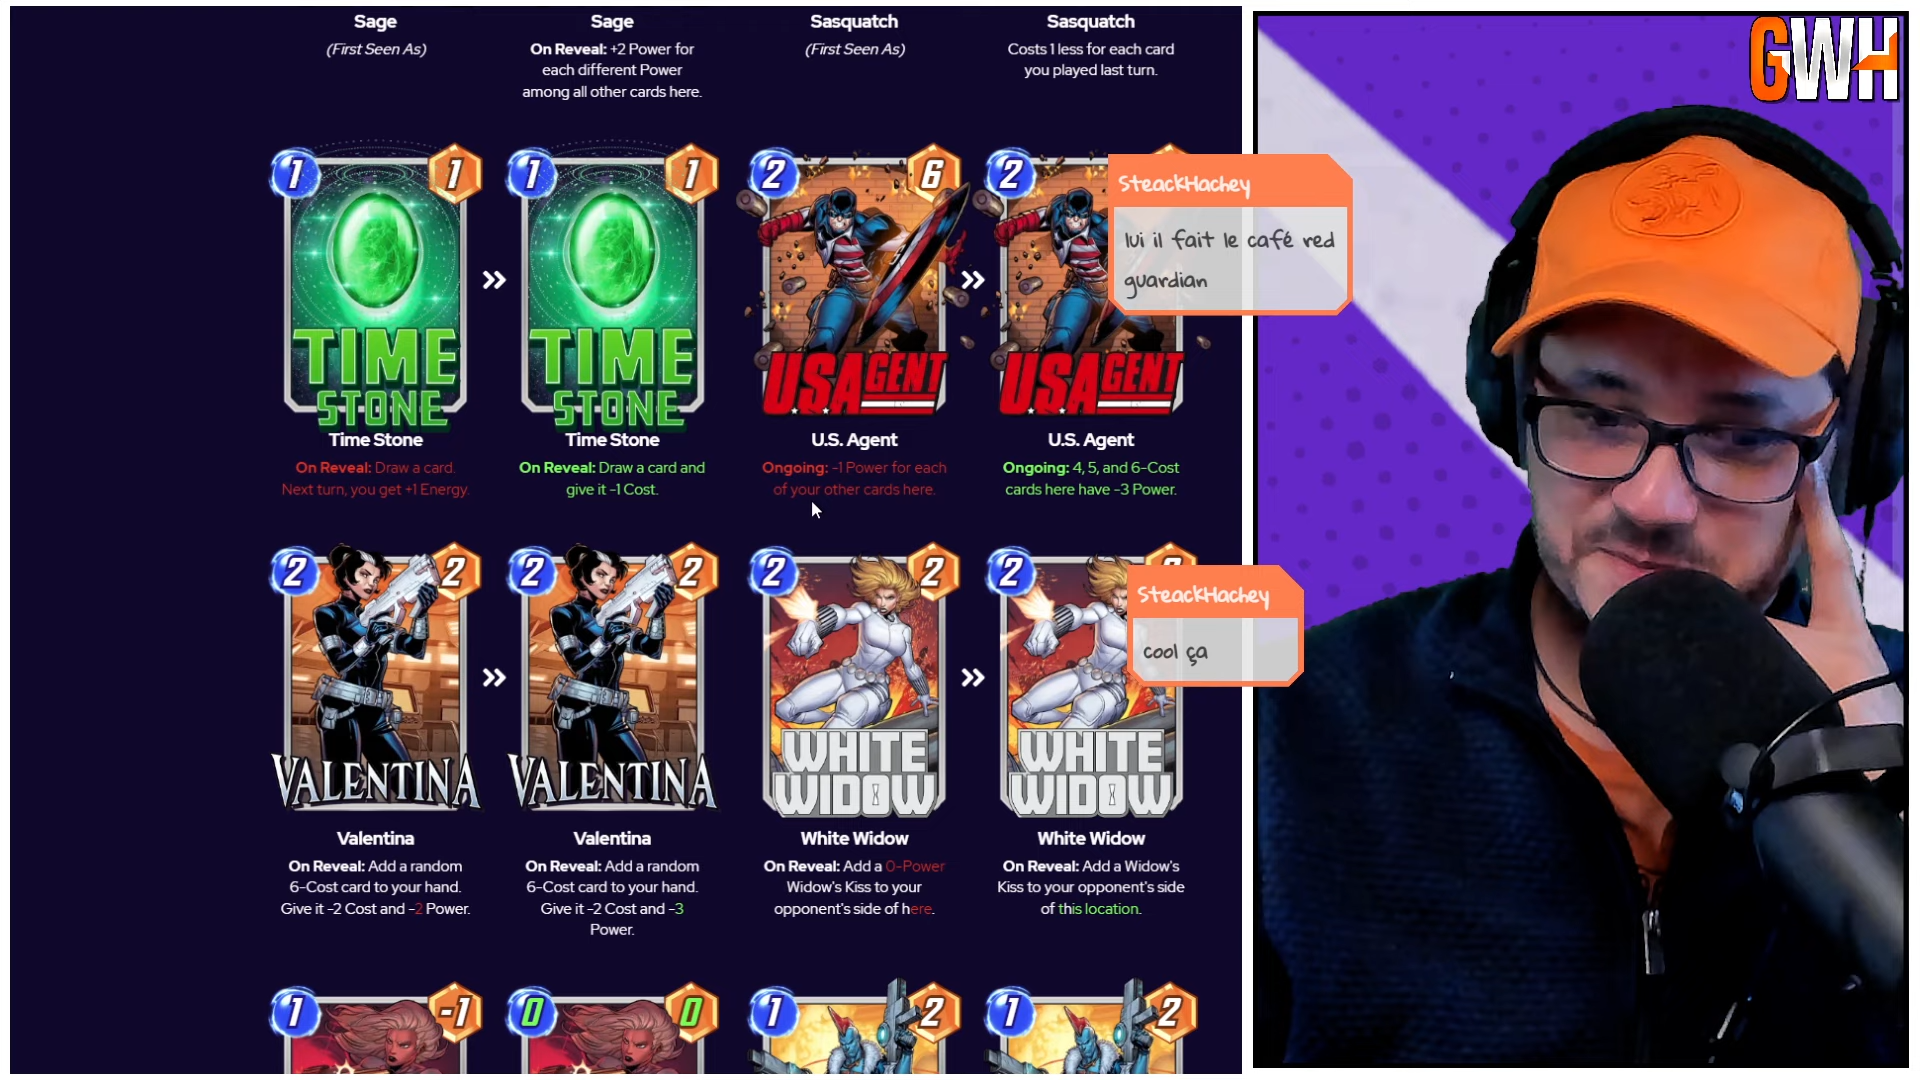 Sage
(First Seen As)
Sage
On Reveal: +2 Power for
each different Power
among all other cards here.
Sasquatch
(First Seen As)
Sasquatch
Costs 1 less for each card
you played last turn.
GWH
1
1
TIME
STONE
Time Stone
On Reveal: Draw a card.
Next turn, you get +1 Energy.
1
1
TIME
STONE
Time Stone
On Reveal: Draw a card and
give it -1 Cost.
2
6
USAGENT
U.S. Agent
Ongoing: -1 Power for each
of your other cards here.
2
USAGENT
U.S. Agent
Ongoing: 4, 5, and 6-Cost
cards here have -3 Power.
SteackHachey
lui il fait le café red
guardian
2
2
VALENTINA
Valentina
On Reveal: Add a random
6-Cost card to your hand.
Give it -2 Cost and -2 Power.
2
2
VALENTINA
Valentina
On Reveal: Add a random
6-Cost card to your hand.
Give it -2 Cost and -3
Power.
2
2
WHITE
WIDOW
White Widow
On Reveal: Add a 0-Power
Widow's Kiss to your
opponent's side of here.
2
WHITE
WIDOW
White Widow
On Reveal: Add a Widow's
Kiss to your opponent's side
of this location.
SteackHachey
cool ça
1
-1
0
0
1
2
1
2